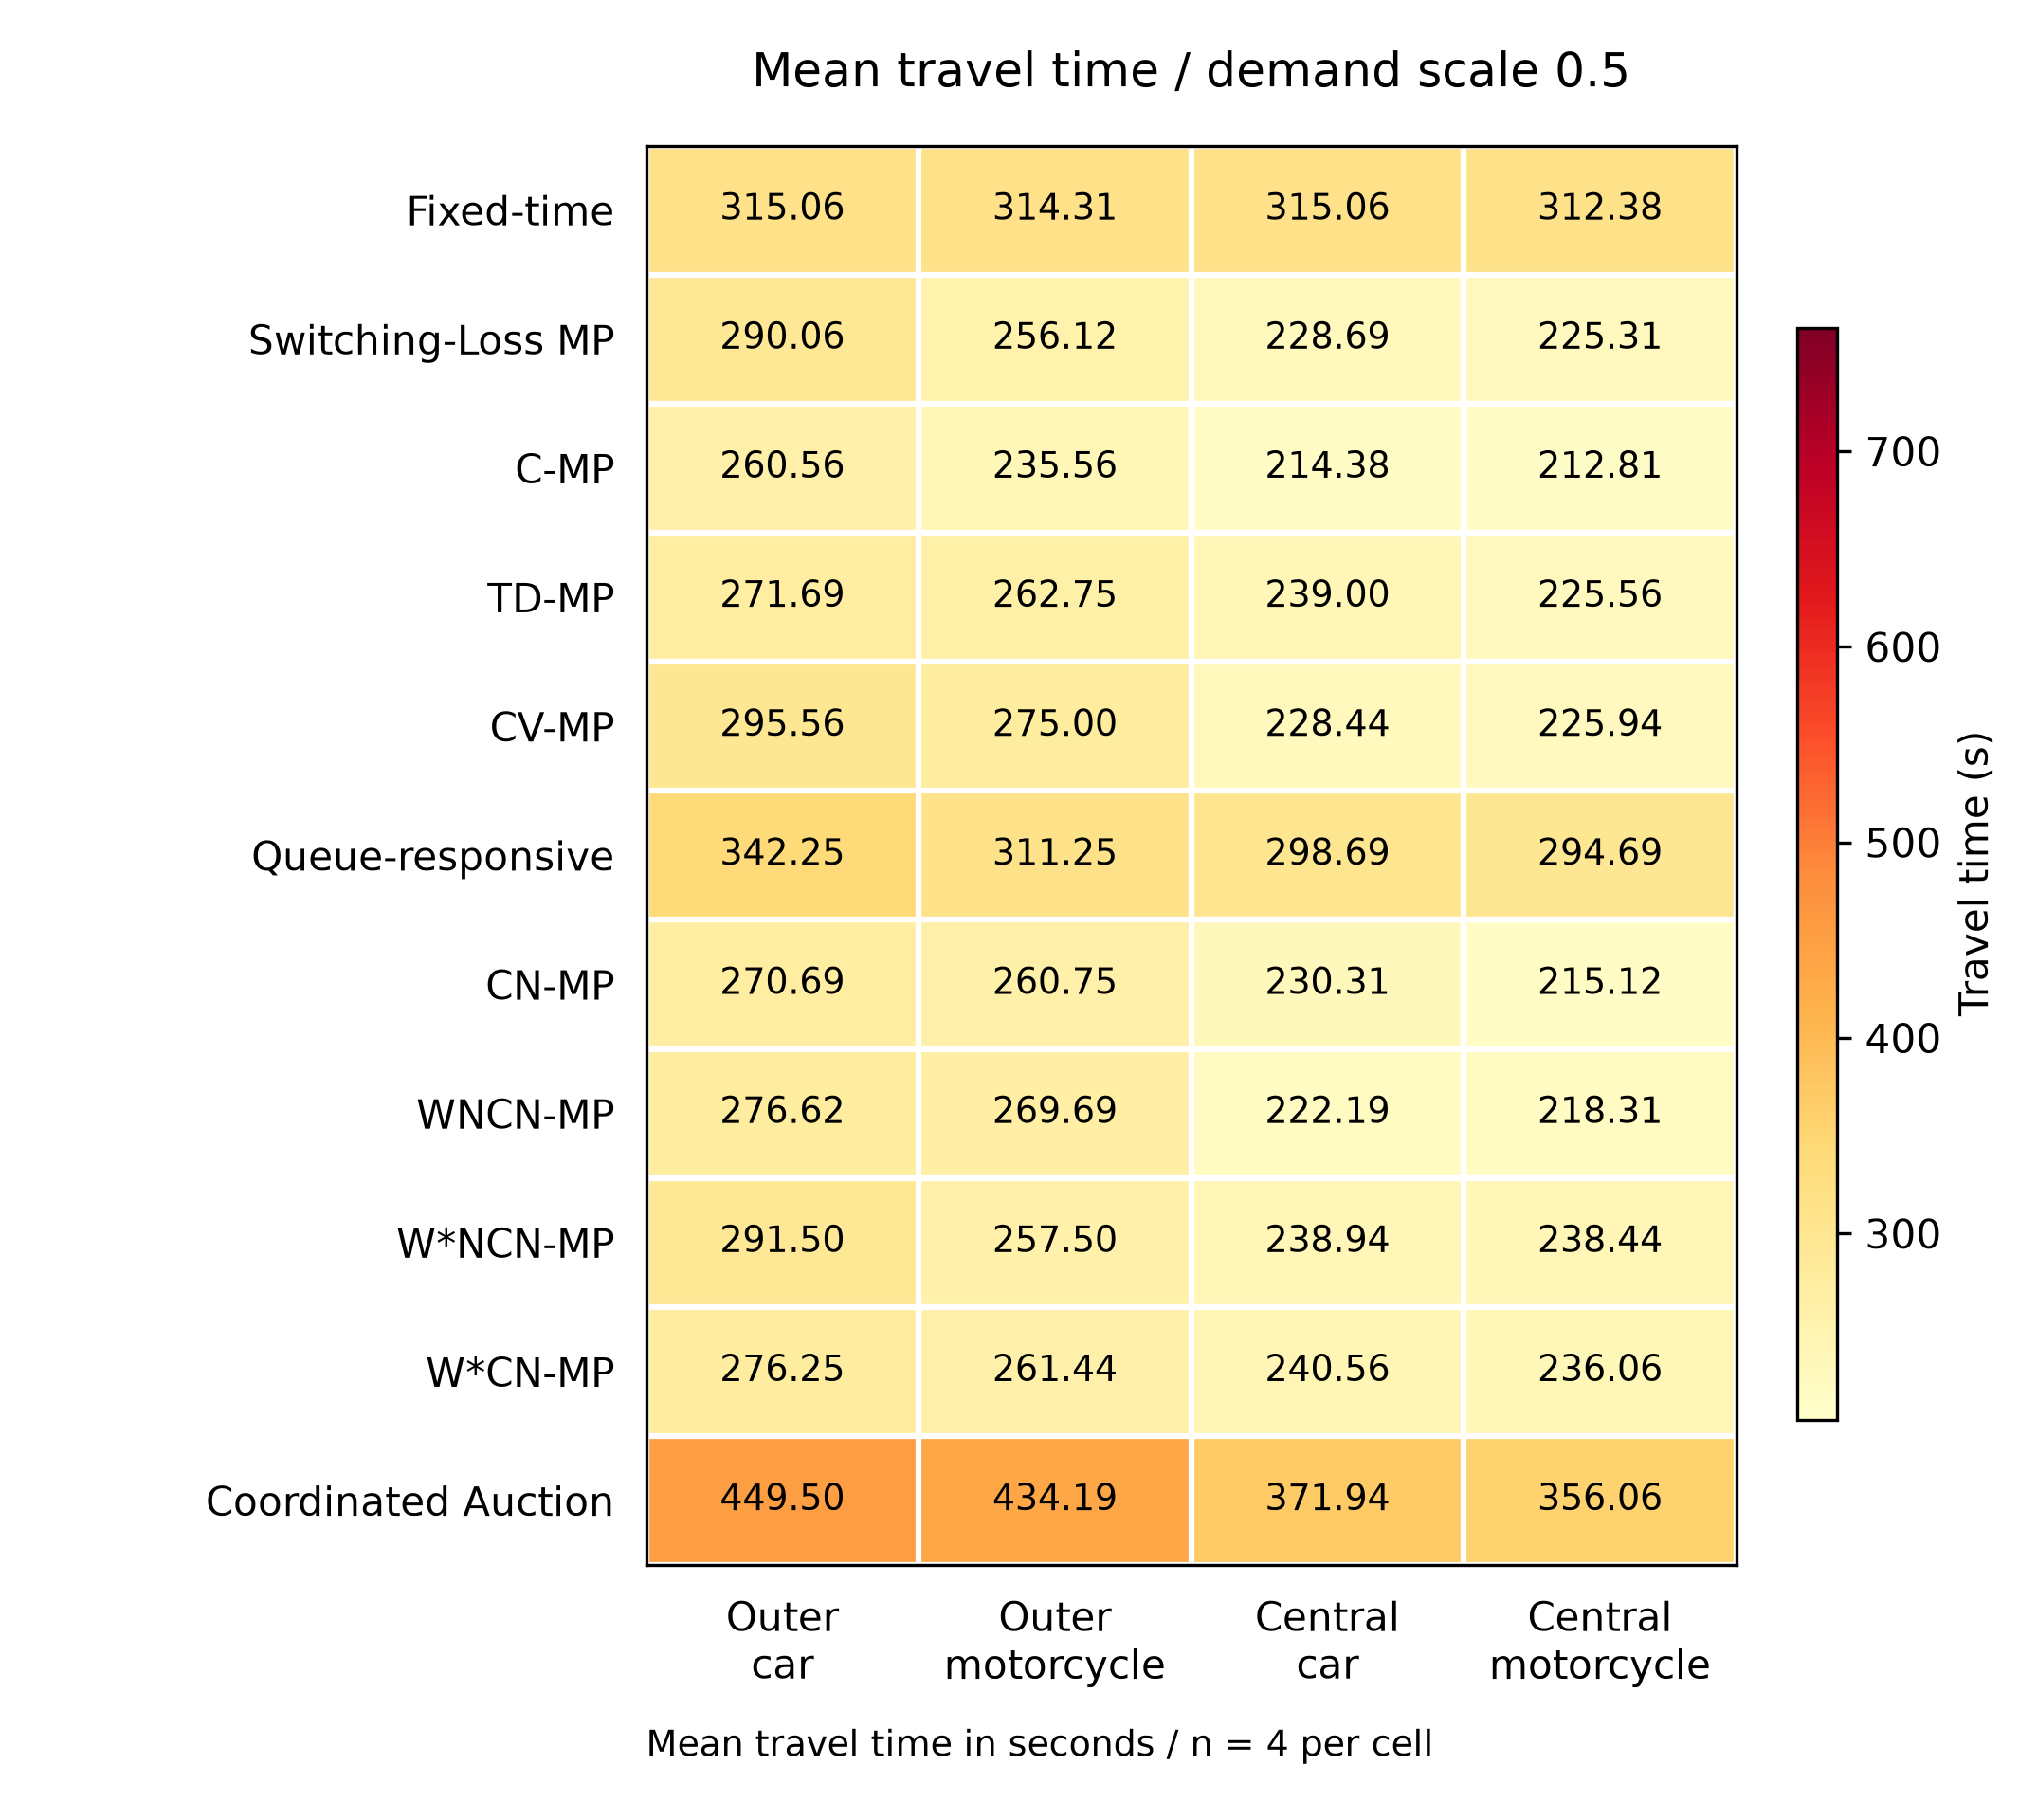 Mean travel time / demand scale 0.5
Fixed-time 315.06 314.31 315.06 312.38
Switching-Loss MP 290.06 256.12 228.69 225.31
C-MP 260.56 235.56 214.38 212.81
TD-MP 271.69 262.75 239.00 225.56
CV-MP 295.56 275.00 228.44 225.94
Queue-responsive 342.25 311.25 298.69 294.69
CN-MP 270.69 260.75 230.31 215.12
WNCN-MP 276.62 269.69 222.19 218.31
W*NCN-MP 291.50 257.50 238.94 238.44
W*CN-MP 276.25 261.44 240.56 236.06
Coordinated Auction 449.50 434.19 371.94 356.06
Outer Outer Central Central
car motorcycle car motorcycle
700
600
500
400
300
Travel time (s)
Mean travel time in seconds / n = 4 per cell